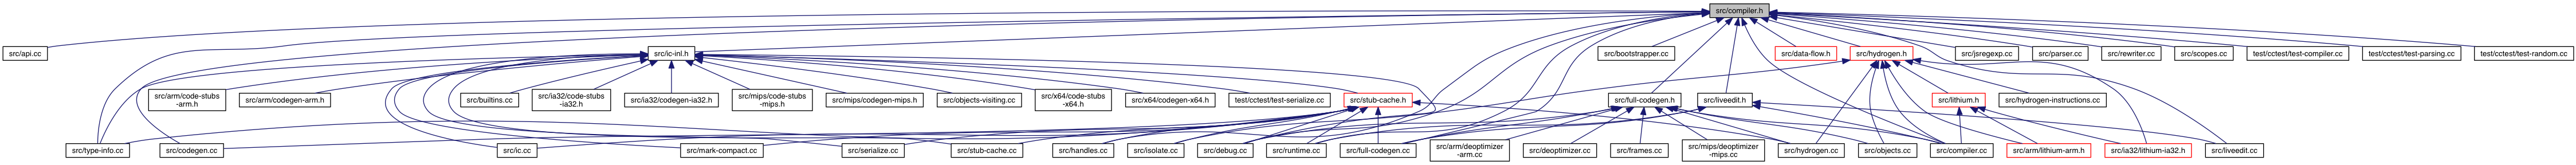 src/compiler.h
src/api.cc
src/ic-inl.h
src/bootstrapper.cc
src/data-flow.h
src/hydrogen.h
src/jsregexp.cc
src/parser.cc
src/rewriter.cc
src/scopes.cc
test/cctest/test-compiler.cc
test/cctest/test-parsing.cc
test/cctest/test-random.cc
src/arm/code-stubs
-arm.h
src/arm/codegen-arm.h
src/builtins.cc
src/ia32/code-stubs
-ia32.h
src/ia32/codegen-ia32.h
src/mips/code-stubs
-mips.h
src/mips/codegen-mips.h
src/objects-visiting.cc
src/x64/code-stubs
-x64.h
src/x64/codegen-x64.h
test/cctest/test-serialize.cc
src/stub-cache.h
src/full-codegen.h
src/liveedit.h
src/lithium.h
src/hydrogen-instructions.cc
src/type-info.cc
src/codegen.cc
src/ic.cc
src/mark-compact.cc
src/serialize.cc
src/stub-cache.cc
src/handles.cc
src/isolate.cc
src/debug.cc
src/runtime.cc
src/full-codegen.cc
src/arm/deoptimizer
-arm.cc
src/deoptimizer.cc
src/frames.cc
src/mips/deoptimizer
-mips.cc
src/hydrogen.cc
src/objects.cc
src/compiler.cc
src/arm/lithium-arm.h
src/ia32/lithium-ia32.h
src/liveedit.cc